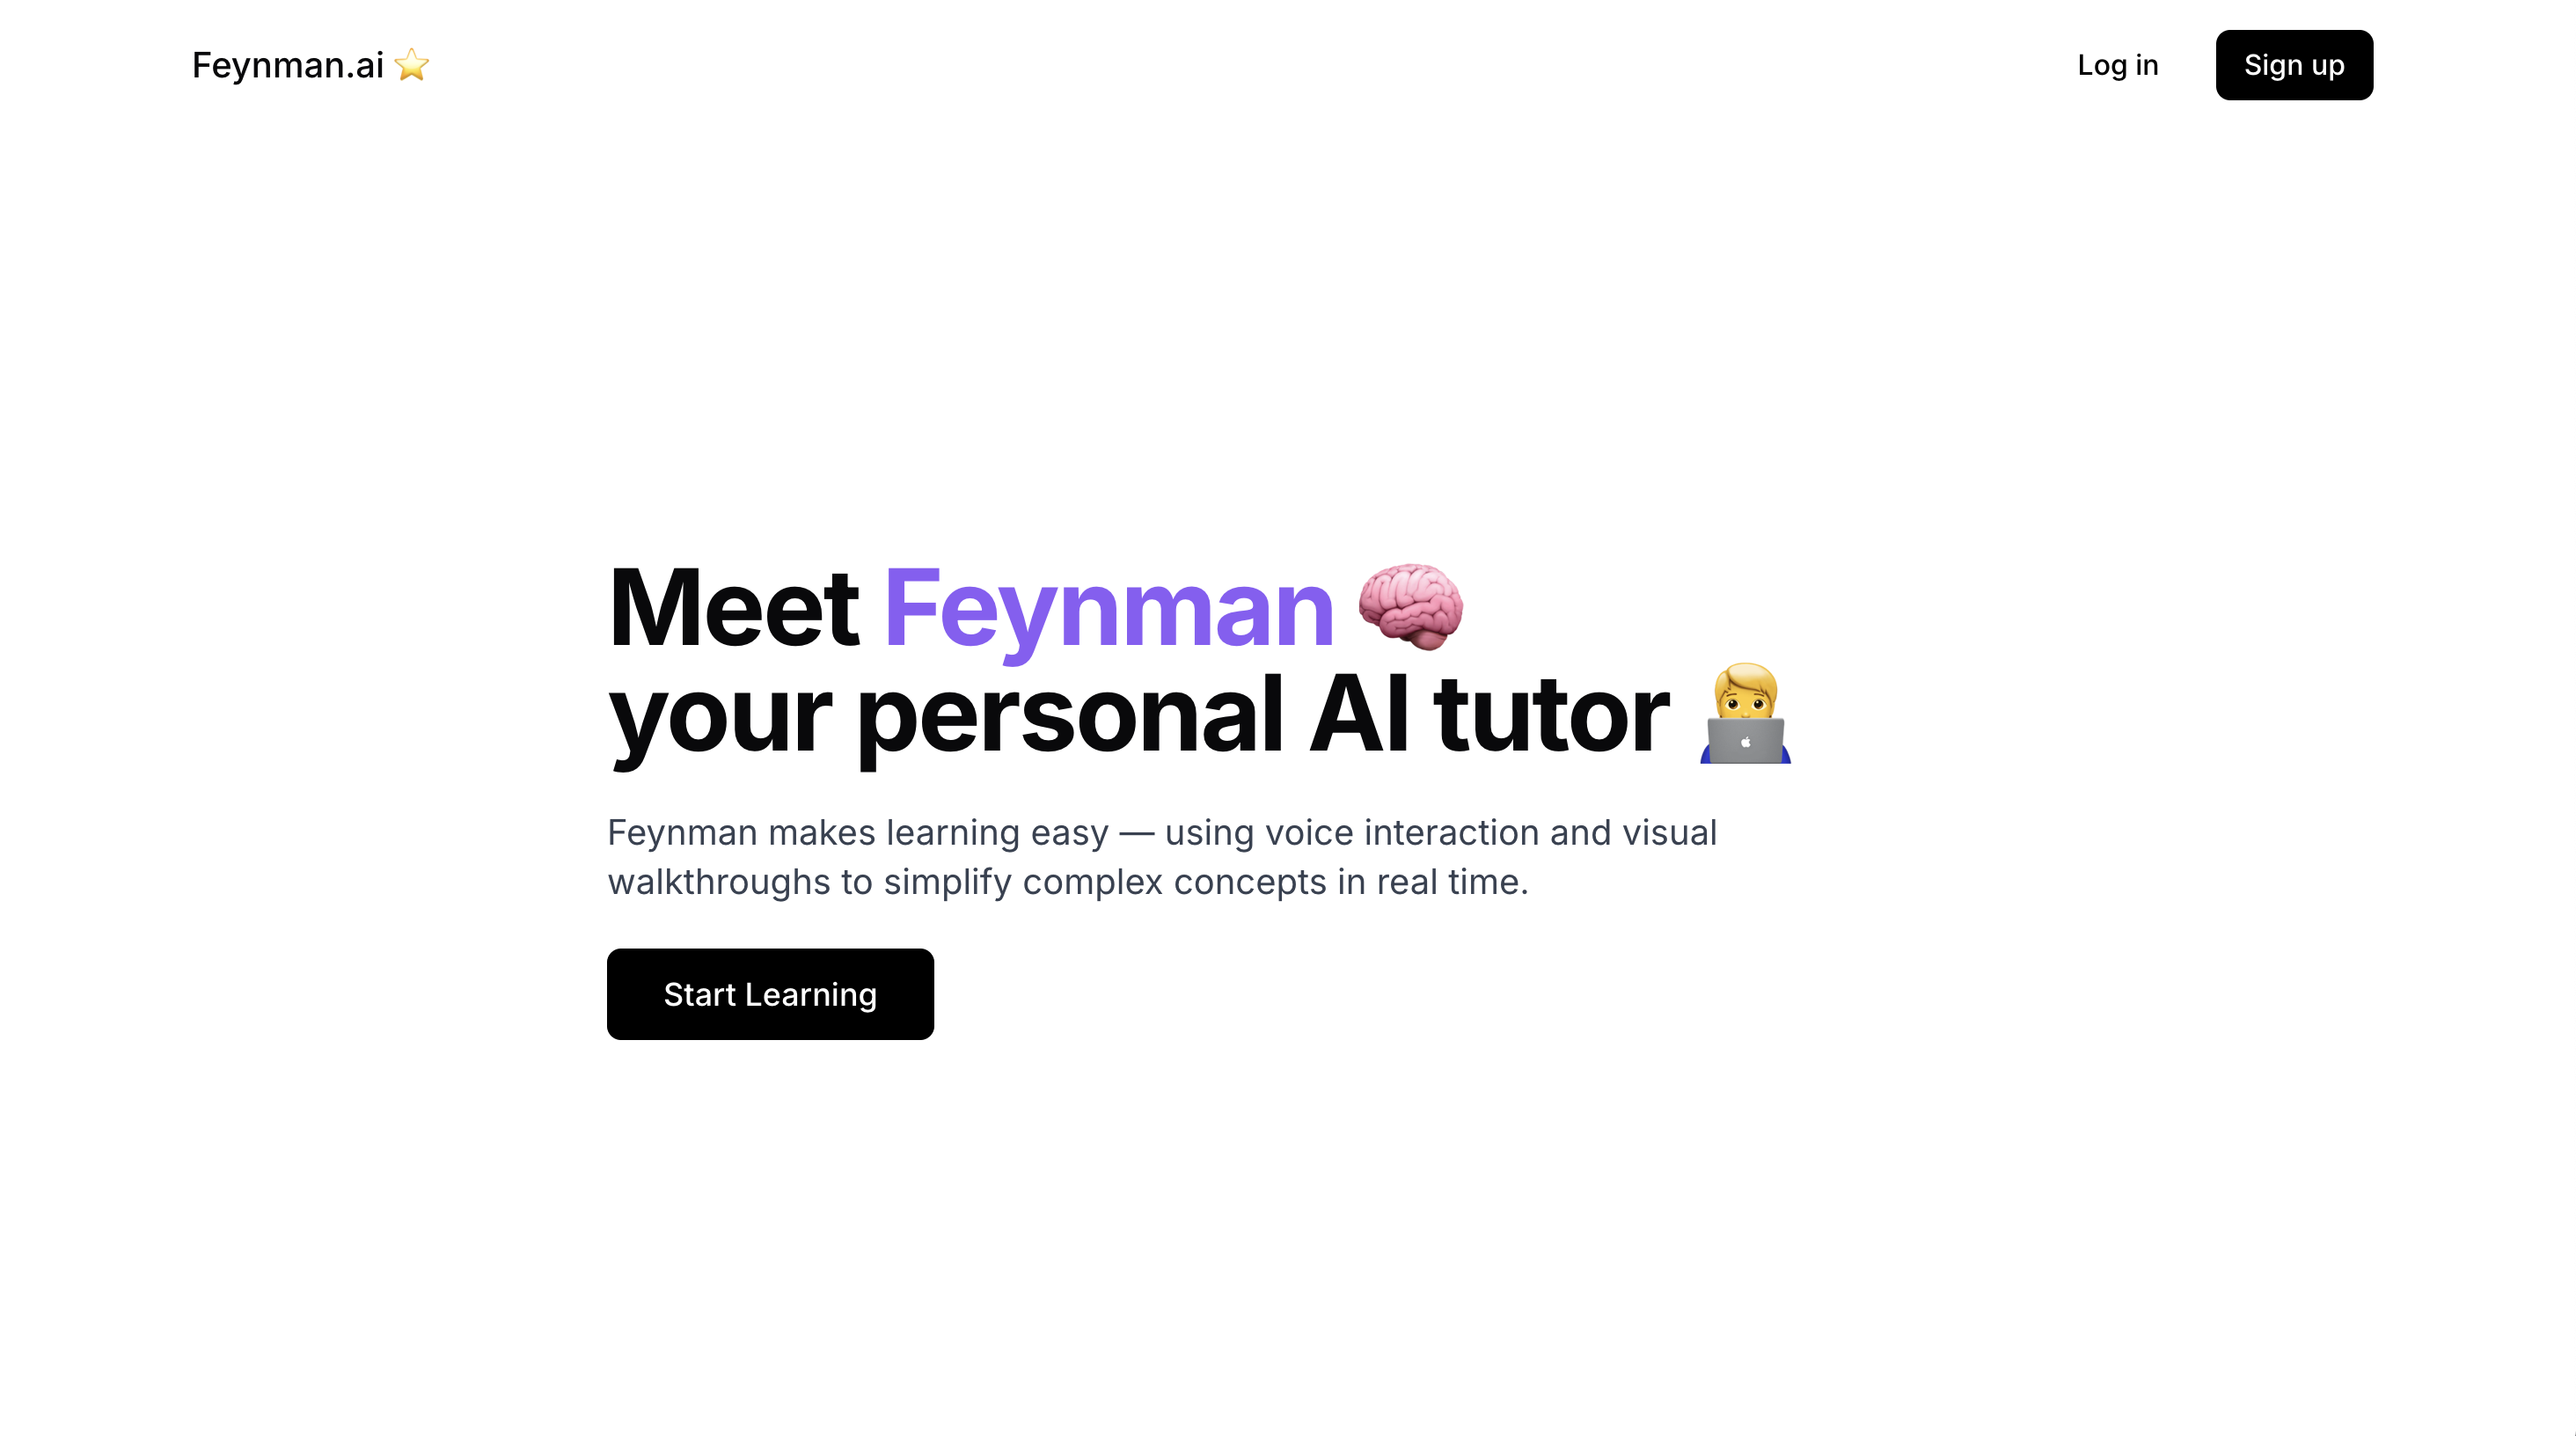 Feynman.ai ⭐
Log in
Sign up
Meet Feynman 🧠
your personal AI tutor 👨‍💻
Feynman makes learning easy — using voice interaction and visual
walkthroughs to simplify complex concepts in real time.
Start Learning